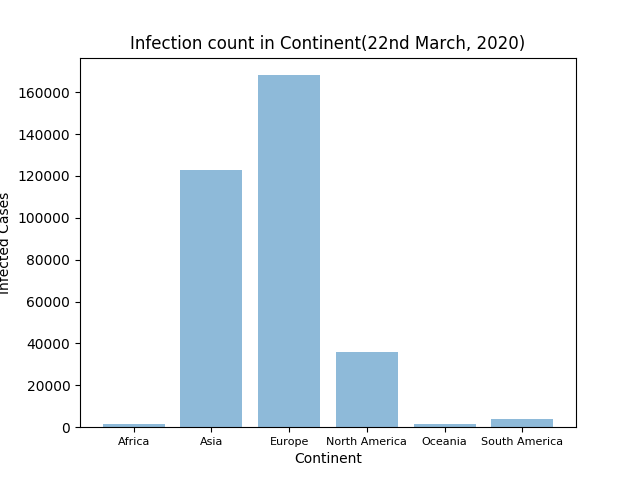 Infection count in Continent(22nd March, 2020)
Infected Cases
160000
140000
120000
100000
80000
60000
40000
20000
0
Africa Asia Europe North America Oceania South America
Continent